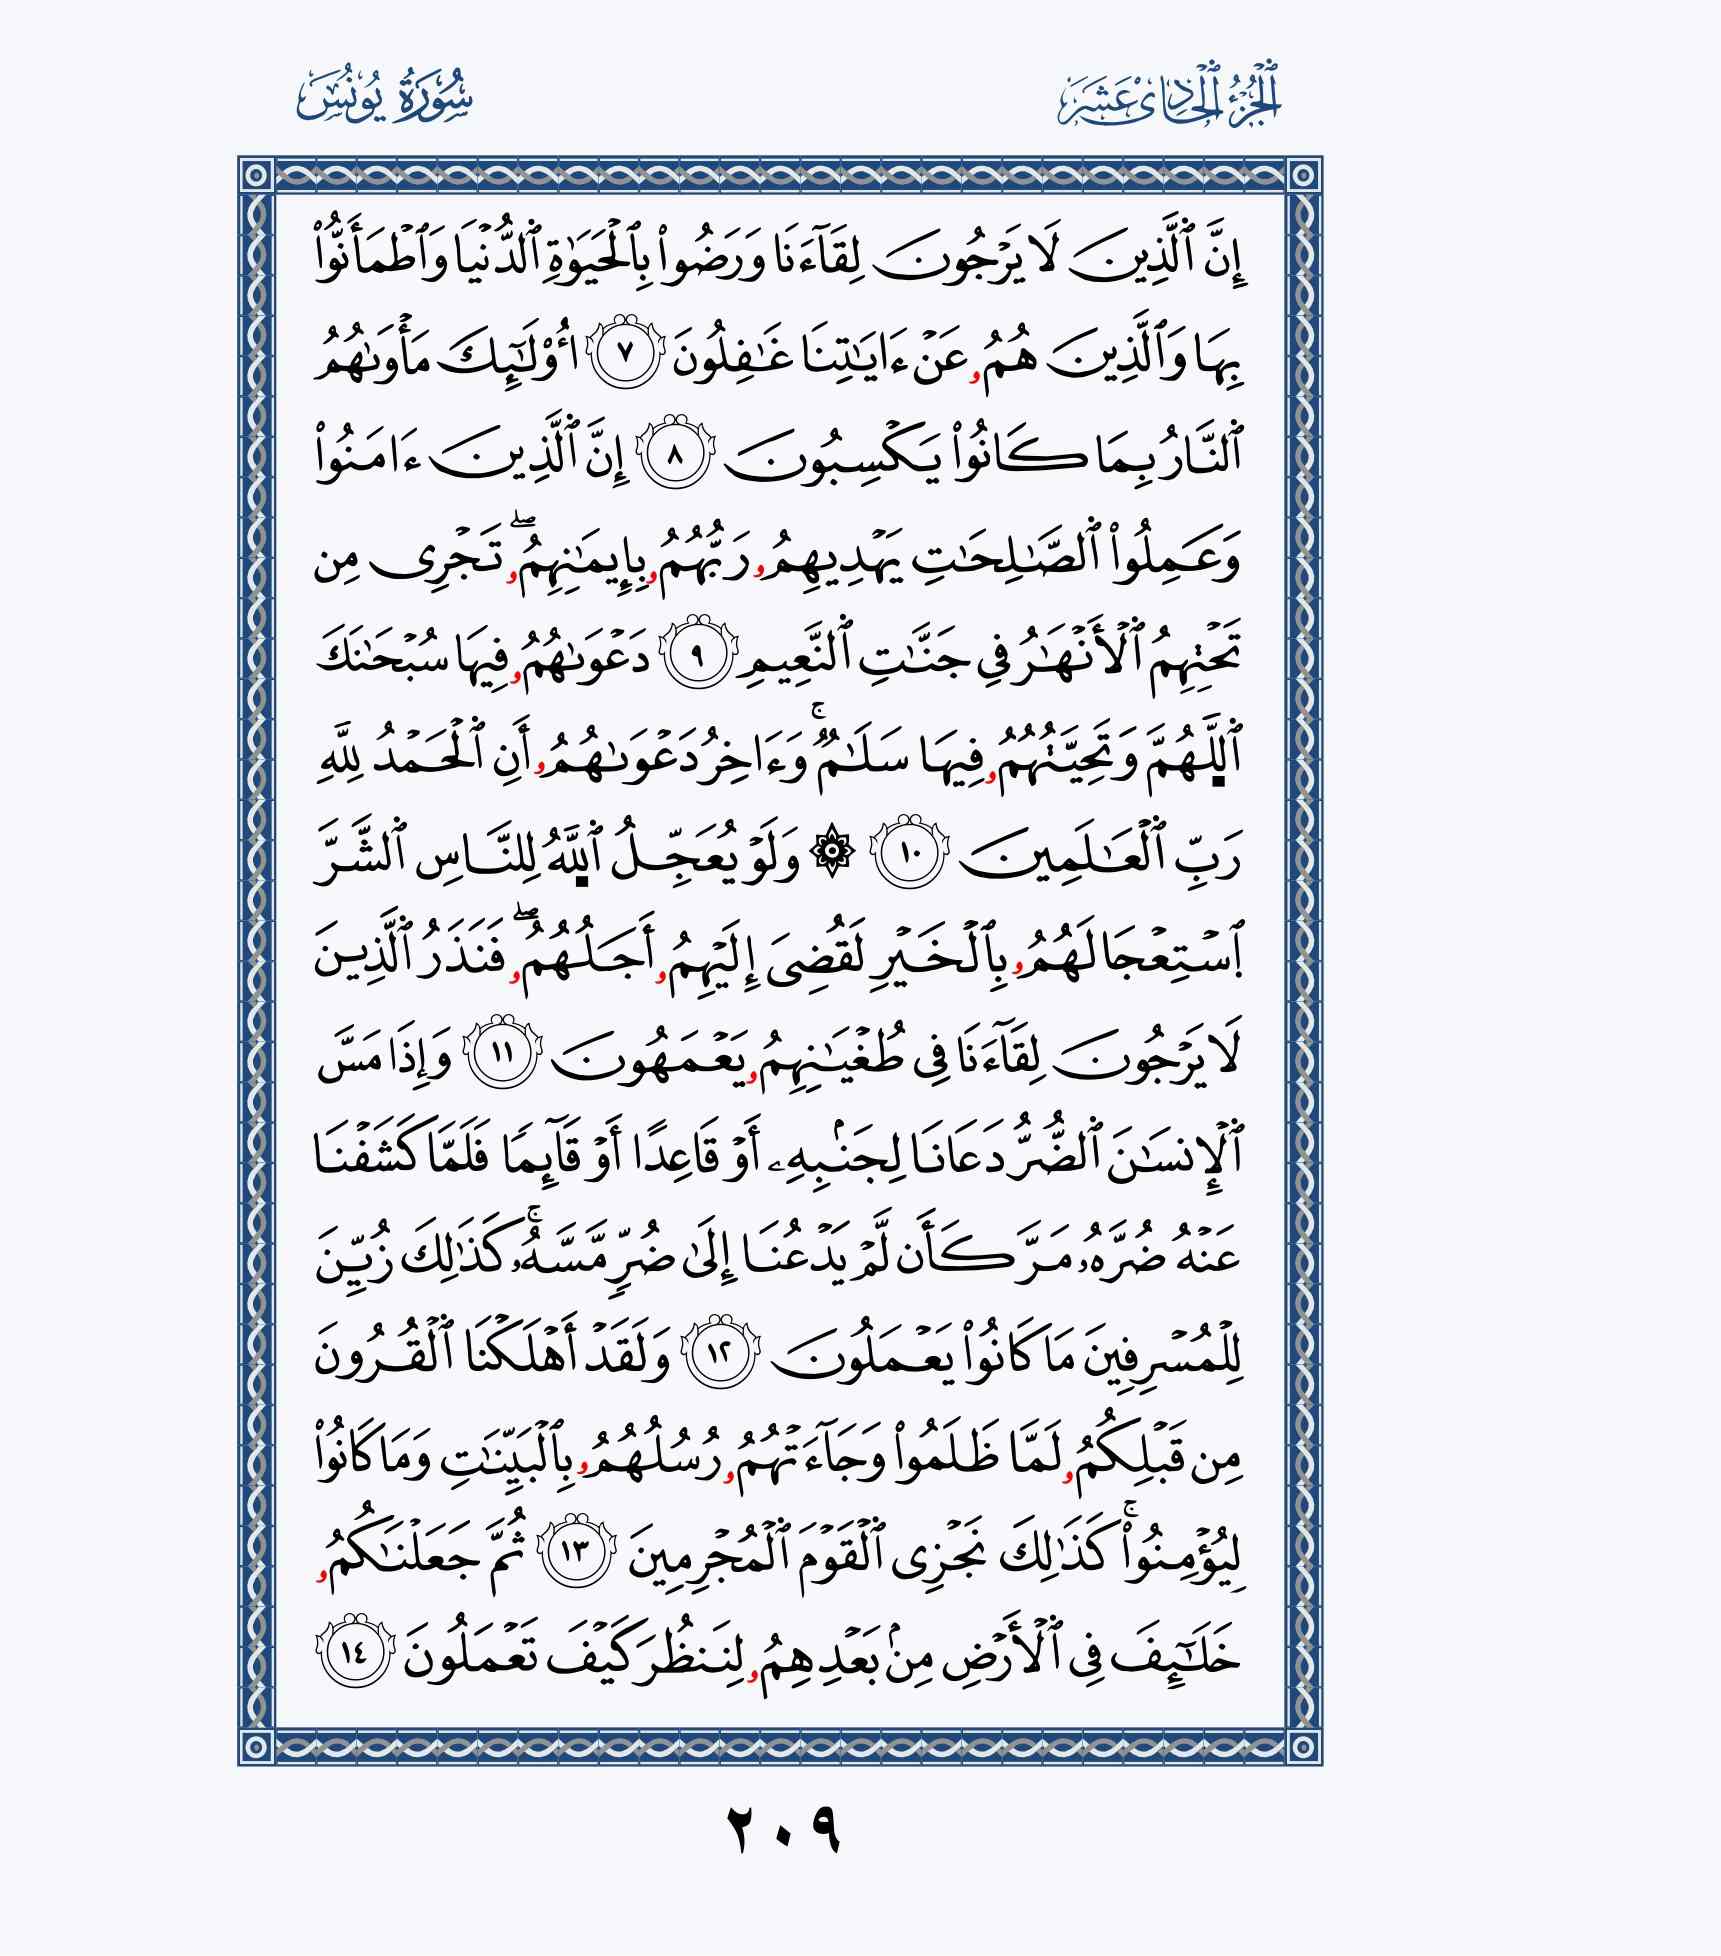 ٱلْجُزْءُ ٱلْحَادِىَ عَشَرَ
سُورَةُ يُونُسَ
إِنَّ ٱلَّذِينَ لَا يَرْجُونَ لِقَآءَنَا وَرَضُوا۟ بِٱلْحَيَوٰةِ ٱلدُّنْيَا وَٱطْمَأَنُّوا۟
بِهَا وَٱلَّذِينَ هُمُۥ عَنْ ءَايَٰتِنَا غَٰفِلُونَ ٧ أُو۟لَٰٓئِكَ مَأْوَىٰهُمُ
ٱلنَّارُ بِمَا كَانُوا۟ يَكْسِبُونَ ٨ إِنَّ ٱلَّذِينَ ءَامَنُوا۟
وَعَمِلُوا۟ ٱلصَّٰلِحَٰتِ يَهْدِيهِمُۥ رَبُّهُمُۥ بِإِيمَٰنِهِمُۥۖ تَجْرِى مِن
تَحْتِهِمُ ٱلْأَنْهَٰرُ فِى جَنَّٰتِ ٱلنَّعِيمِ ٩ دَعْوَىٰهُمُۥ فِيهَا سُبْحَٰنَكَ
ٱللَّهُمَّ وَتَحِيَّتُهُمُۥ فِيهَا سَلَٰمٌۚ وَءَاخِرُ دَعْوَىٰهُمُۥ أَنِ ٱلْحَمْدُ لِلَّهِ
رَبِّ ٱلْعَٰلَمِينَ ١٠ ۞ وَلَوْ يُعَجِّلُ ٱللَّهُ لِلنَّاسِ ٱلشَّرَّ
ٱسْتِعْجَالَهُمُۥ بِٱلْخَيْرِ لَقُضِىَ إِلَيْهِمُۥ أَجَلُهُمُۥۖ فَنَذَرُ ٱلَّذِينَ
لَا يَرْجُونَ لِقَآءَنَا فِى طُغْيَٰنِهِمُۥ يَعْمَهُونَ ١١ وَإِذَا مَسَّ
ٱلْإِنسَٰنَ ٱلضُّرُّ دَعَانَا لِجَنۢبِهِۦ أَوْ قَاعِدًا أَوْ قَآئِمًا فَلَمَّا كَشَفْنَا
عَنْهُ ضُرَّهُۥ مَرَّ كَأَن لَّمْ يَدْعُنَا إِلَىٰ ضُرٍّ مَّسَّهُۥۚ كَذَٰلِكَ زُيِّنَ
لِلْمُسْرِفِينَ مَا كَانُوا۟ يَعْمَلُونَ ١٢ وَلَقَدْ أَهْلَكْنَا ٱلْقُرُونَ
مِن قَبْلِكُمُۥ لَمَّا ظَلَمُوا۟ وَجَآءَتْهُمُۥ رُسُلُهُمُۥ بِٱلْبَيِّنَٰتِ وَمَا كَانُوا۟
لِيُؤْمِنُوا۟ۚ كَذَٰلِكَ نَجْزِى ٱلْقَوْمَ ٱلْمُجْرِمِينَ ١٣ ثُمَّ جَعَلْنَٰكُمُۥ
خَلَٰٓئِفَ فِى ٱلْأَرْضِ مِنۢ بَعْدِهِمُۥ لِنَنظُرَ كَيْفَ تَعْمَلُونَ ١٤
٢٠٩